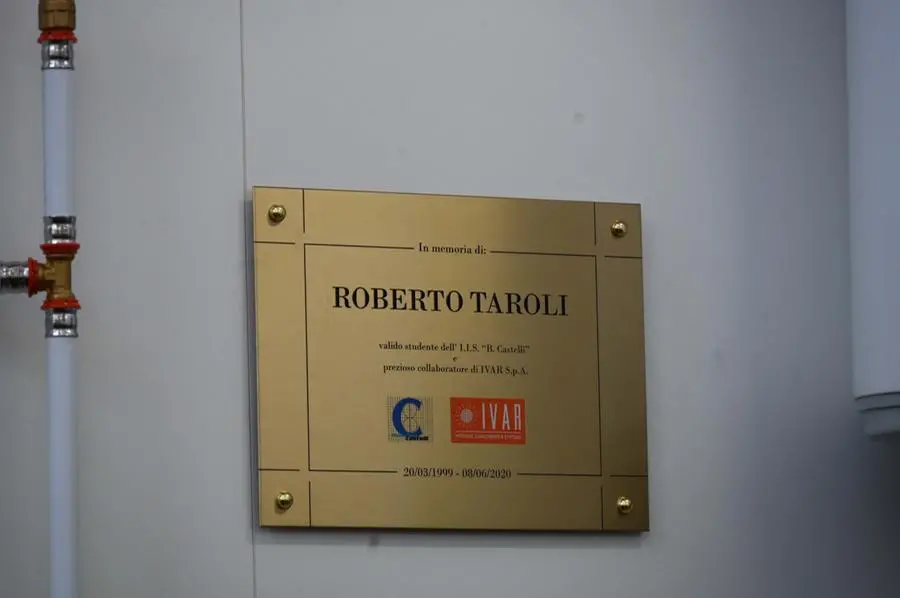 In memoria di:
ROBERTO TAROLI
valido studente dell' I.I.S. “B. Castelli”
e
prezioso collaboratore di IVAR S.p.A.
C
Castelli
IVAR
20/03/1999 - 08/06/2020